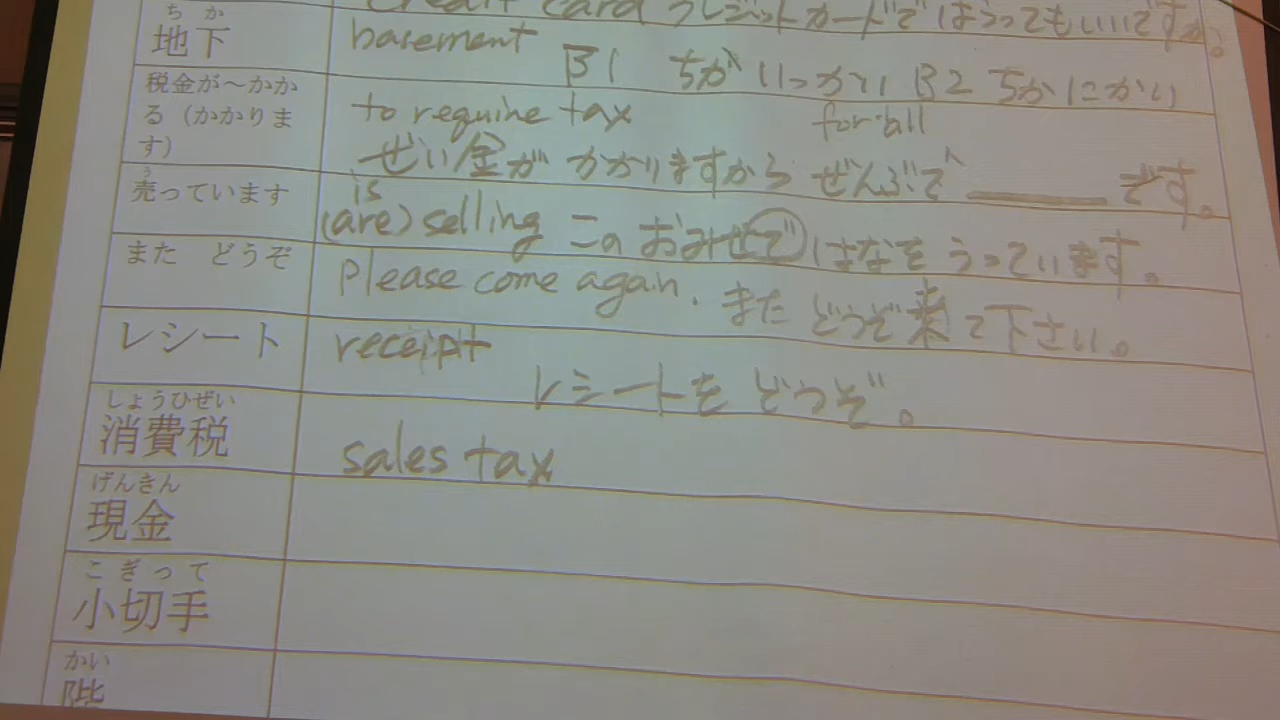 credit card クレジットカードで はらってもいいですか。
ちか
地下
basement
B1 ちか いっかい B2 ちかにかい
税金が～かか
る（かかりま
す）
to require tax
for all
ぜい金が かかりますから ぜんぶで ______ です。
う
売っています
is
(are) selling このおみせで はなを うっています。
また どうぞ
Please come again. また どうぞ 来て下さい。
レシート
receipt
レシートを どうぞ。
しょうひぜい
消費税
sales tax
げんきん
現金
こぎって
小切手
かい
階